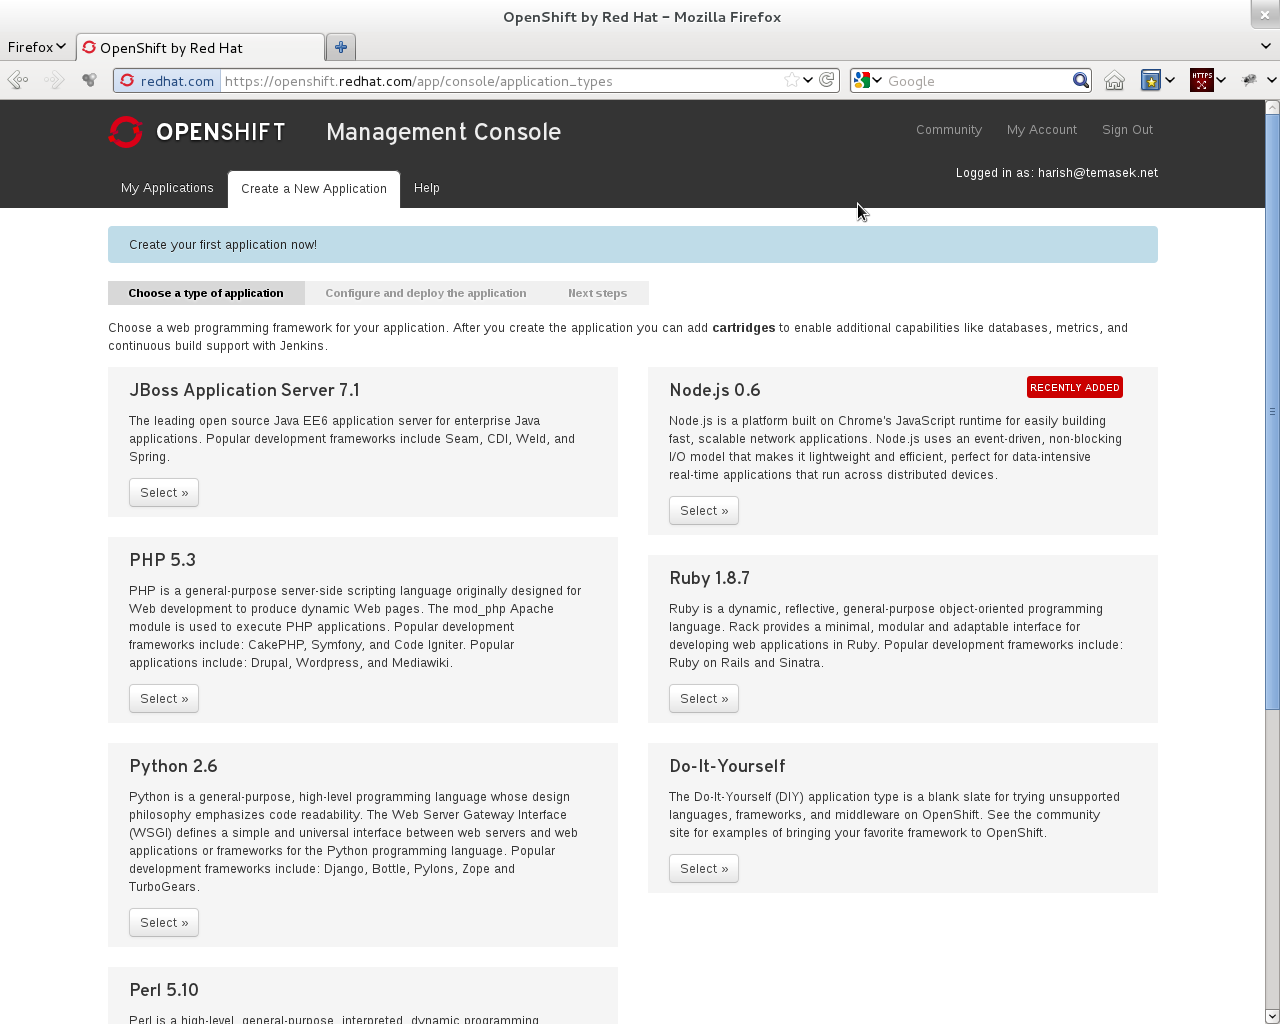 OpenShift by Red Hat – Mozilla Firefox
Firefox
OpenShift by Red Hat
redhat.com
https://openshift.redhat.com/app/console/application_types
Google
HTTPS
OPENSHIFT
Management Console
Community
My Account
Sign Out
Logged in as: harish@temasek.net
My Applications
Create a New Application
Help
Create your first application now!
Choose a type of application
Configure and deploy the application
Next steps
Choose a web programming framework for your application. After you create the application you can add cartridges to enable additional capabilities like databases, metrics, and
continuous build support with Jenkins.
JBoss Application Server 7.1
The leading open source Java EE6 application server for enterprise Java
applications. Popular development frameworks include Seam, CDI, Weld, and
Spring.
Select »
Node.js 0.6
RECENTLY ADDED
Node.js is a platform built on Chrome's JavaScript runtime for easily building
fast, scalable network applications. Node.js uses an event-driven, non-blocking
I/O model that makes it lightweight and efficient, perfect for data-intensive
real-time applications that run across distributed devices.
Select »
PHP 5.3
PHP is a general-purpose server-side scripting language originally designed for
Web development to produce dynamic Web pages. The mod_php Apache
module is used to execute PHP applications. Popular development
frameworks include: CakePHP, Symfony, and Code Igniter. Popular
applications include: Drupal, Wordpress, and Mediawiki.
Select »
Ruby 1.8.7
Ruby is a dynamic, reflective, general-purpose object-oriented programming
language. Rack provides a minimal, modular and adaptable interface for
developing web applications in Ruby. Popular development frameworks include:
Ruby on Rails and Sinatra.
Select »
Python 2.6
Python is a general-purpose, high-level programming language whose design
philosophy emphasizes code readability. The Web Server Gateway Interface
(WSGI) defines a simple and universal interface between web servers and web
applications or frameworks for the Python programming language. Popular
development frameworks include: Django, Bottle, Pylons, Zope and
TurboGears.
Select »
Do-It-Yourself
The Do-It-Yourself (DIY) application type is a blank slate for trying unsupported
languages, frameworks, and middleware on OpenShift. See the community
site for examples of bringing your favorite framework to OpenShift.
Select »
Perl 5.10
Perl is a high-level, general-purpose, interpreted, dynamic programming